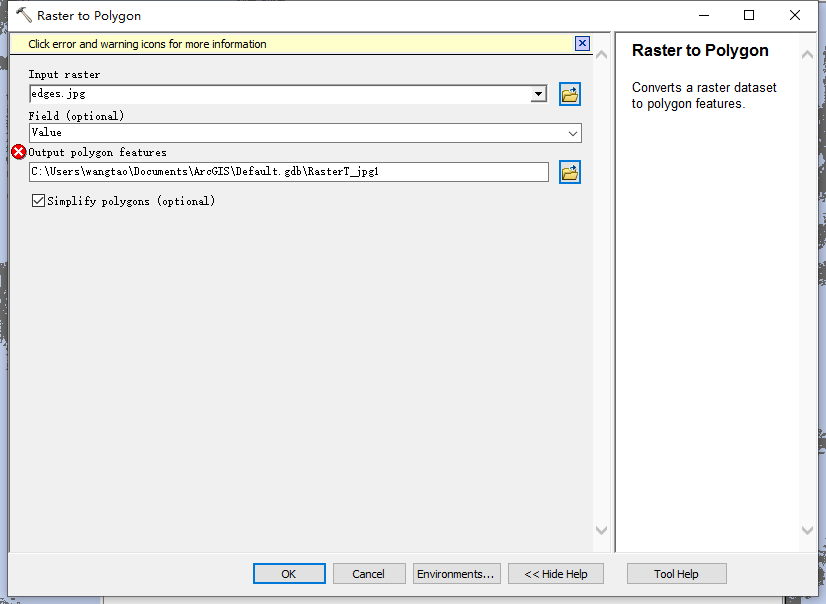 Raster to Polygon
Click error and warning icons for more information
Input raster
edges.jpg
Field (optional)
Value
Output polygon features
C:\Users\wangtao\Documents\ArcGIS\Default.gdb\RasterT_jpg1
Simplify polygons (optional)
OK
Cancel
Environments...
<< Hide Help
Raster to Polygon
Converts a raster dataset
to polygon features.
Tool Help